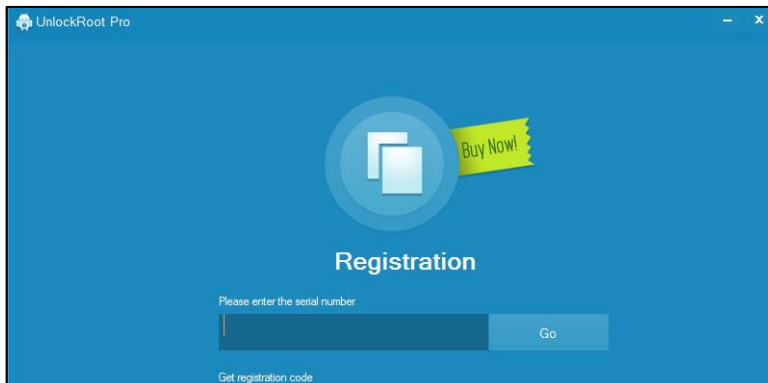 UnlockRoot Pro
Buy Now!
Registration
Please enter the serial number
Go
Get registration code